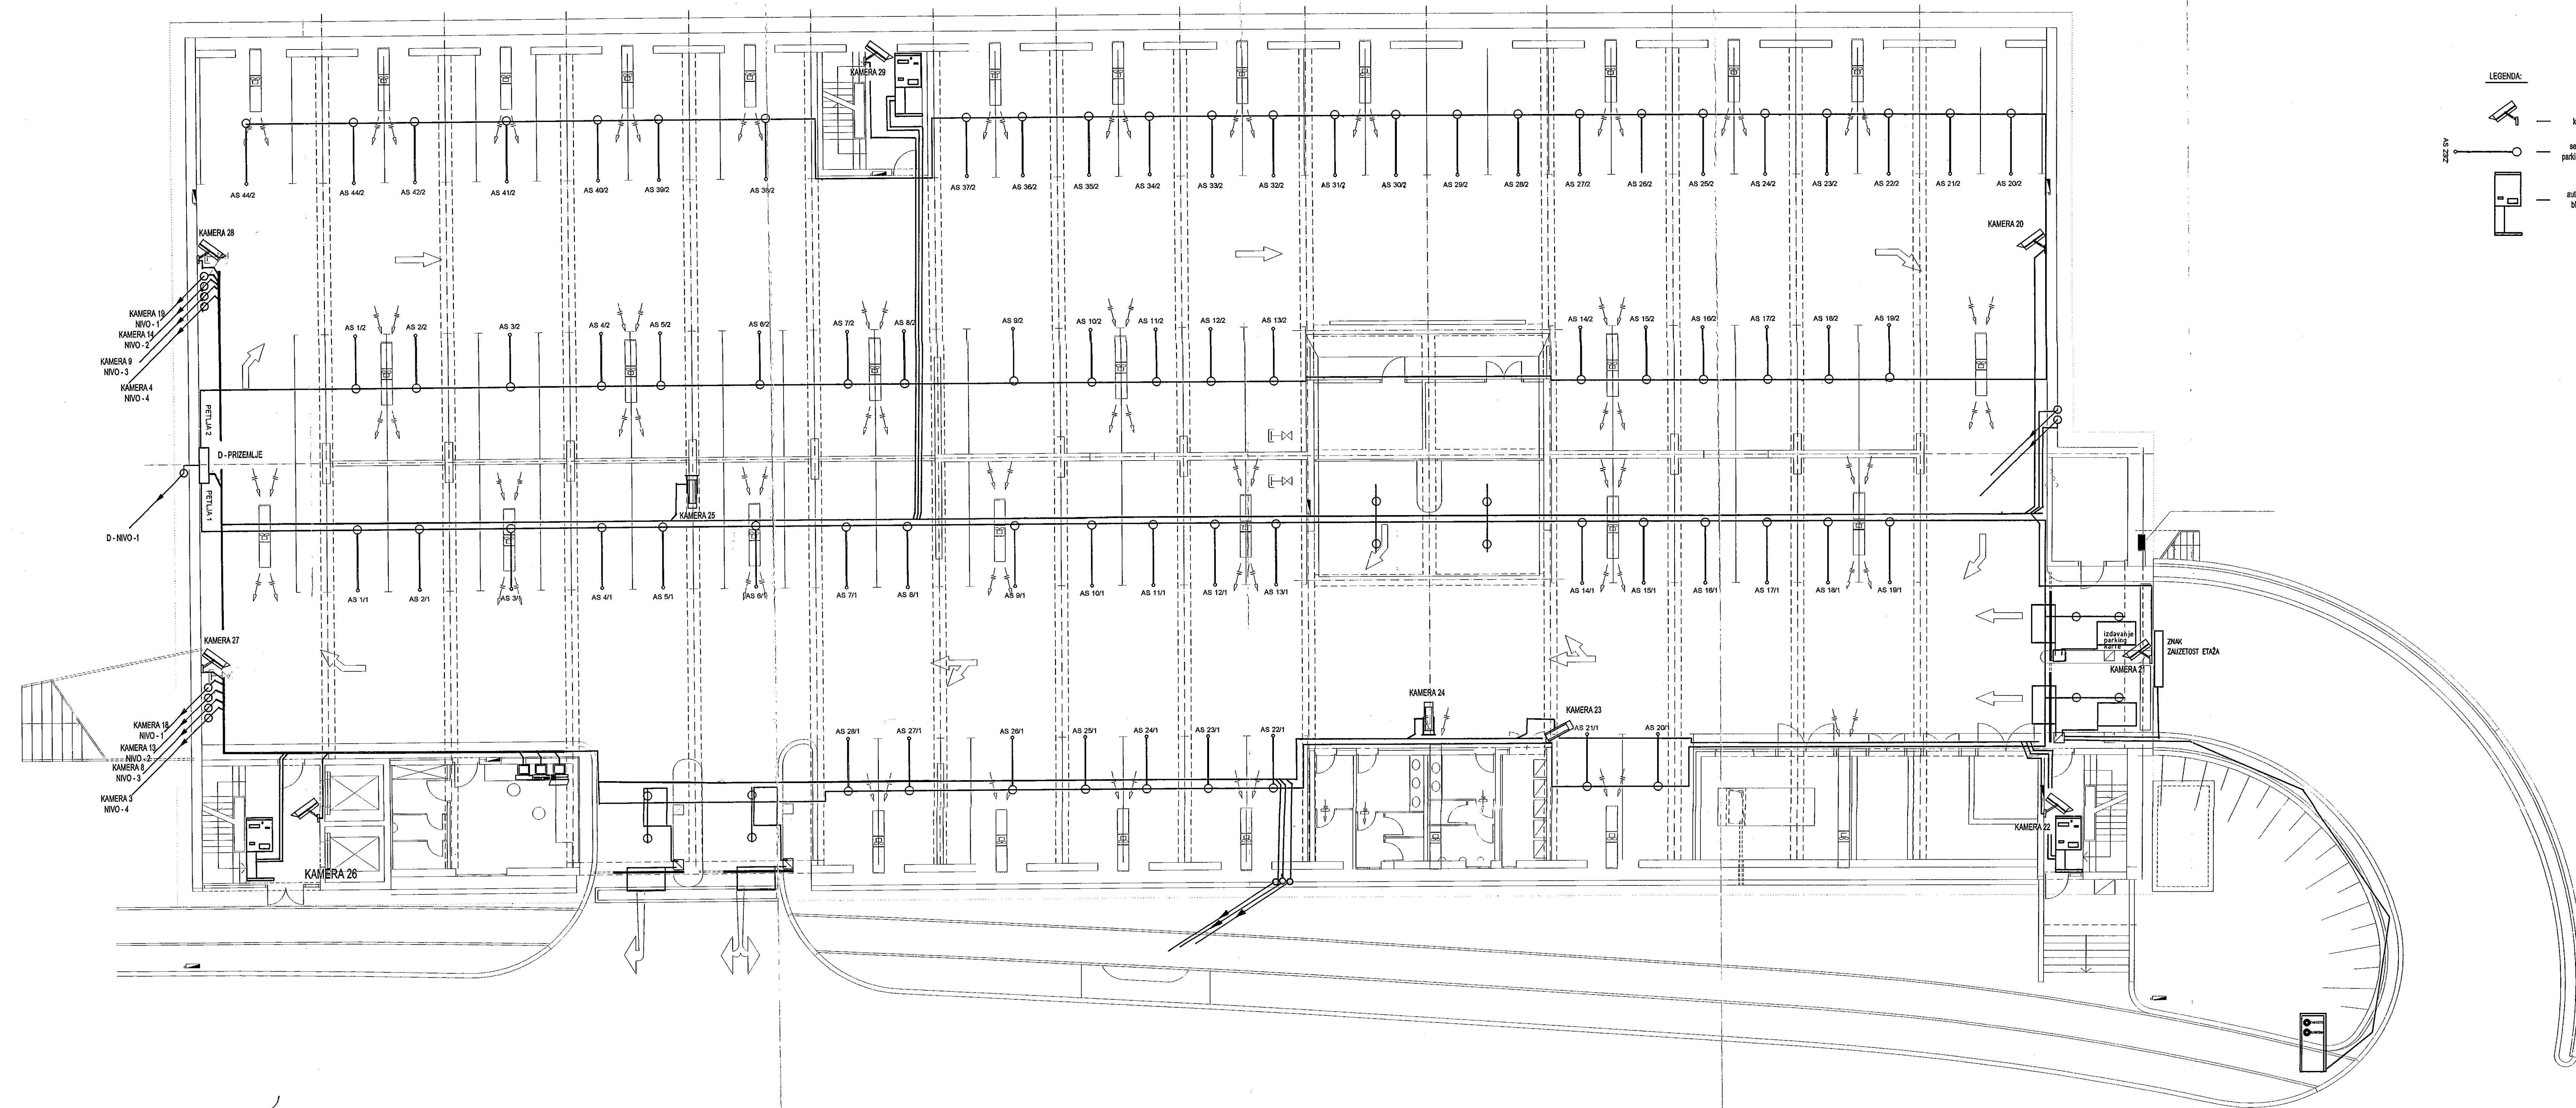 LEGENDA:
AS 23/2
KAMERA 29
AS 44/2
AS 44/2
AS 42/2
AS 41/2
AS 40/2
AS 39/2
AS 38/2
AS 37/2
AS 36/2
AS 35/2
AS 34/2
AS 33/2
AS 32/2
AS 31/2
AS 30/2
AS 29/2
AS 28/2
AS 27/2
AS 26/2
AS 25/2
AS 24/2
AS 23/2
AS 22/2
AS 21/2
AS 20/2
KAMERA 28
KAMERA 20
KAMERA 19
NIVO - 1
KAMERA 14
NIVO - 2
KAMERA 9
NIVO - 3
KAMERA 4
NIVO - 4
AS 1/2
AS 2/2
AS 3/2
AS 4/2
AS 5/2
AS 6/2
AS 7/2
AS 8/2
AS 9/2
AS 10/2
AS 11/2
AS 12/2
AS 13/2
AS 14/2
AS 15/2
AS 16/2
AS 17/2
AS 18/2
AS 19/2
PETLJA 2
D - PRIZEMLJE
PETLJA 1
KAMERA 25
D - NIVO -1
AS 1/1
AS 2/1
AS 3/1
AS 4/1
AS 5/1
AS 6/1
AS 7/1
AS 8/1
AS 9/1
AS 10/1
AS 11/1
AS 12/1
AS 13/1
AS 14/1
AS 15/1
AS 16/1
AS 17/1
AS 18/1
AS 19/1
izdavanje
parking
karte
ZNAK
ZAUZETOST ETAŽA
KAMERA 21
KAMERA 27
KAMERA 24
KAMERA 23
KAMERA 18
NIVO - 1
KAMERA 13
NIVO - 2
KAMERA 8
NIVO - 3
KAMERA 3
NIVO - 4
AS 28/1
AS 27/1
AS 26/1
AS 25/1
AS 24/1
AS 23/1
AS 22/1
AS 21/1
AS 20/1
KAMERA 22
KAMERA 26